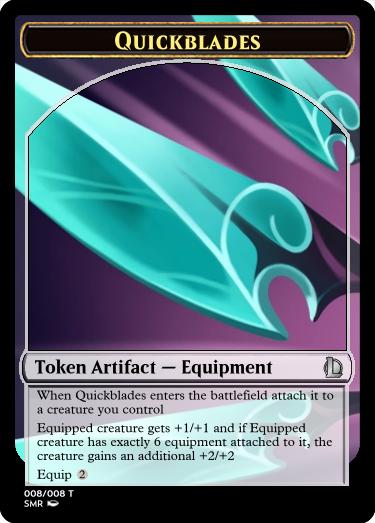 Quickblades
Token Artifact — Equipment
When Quickblades enters the battlefield attach it to
a creature you control
Equipped creature gets +1/+1 and if Equipped
creature has exactly 6 equipment attached to it, the
creature gains an additional +2/+2
Equip 2
008/008 T
SMR